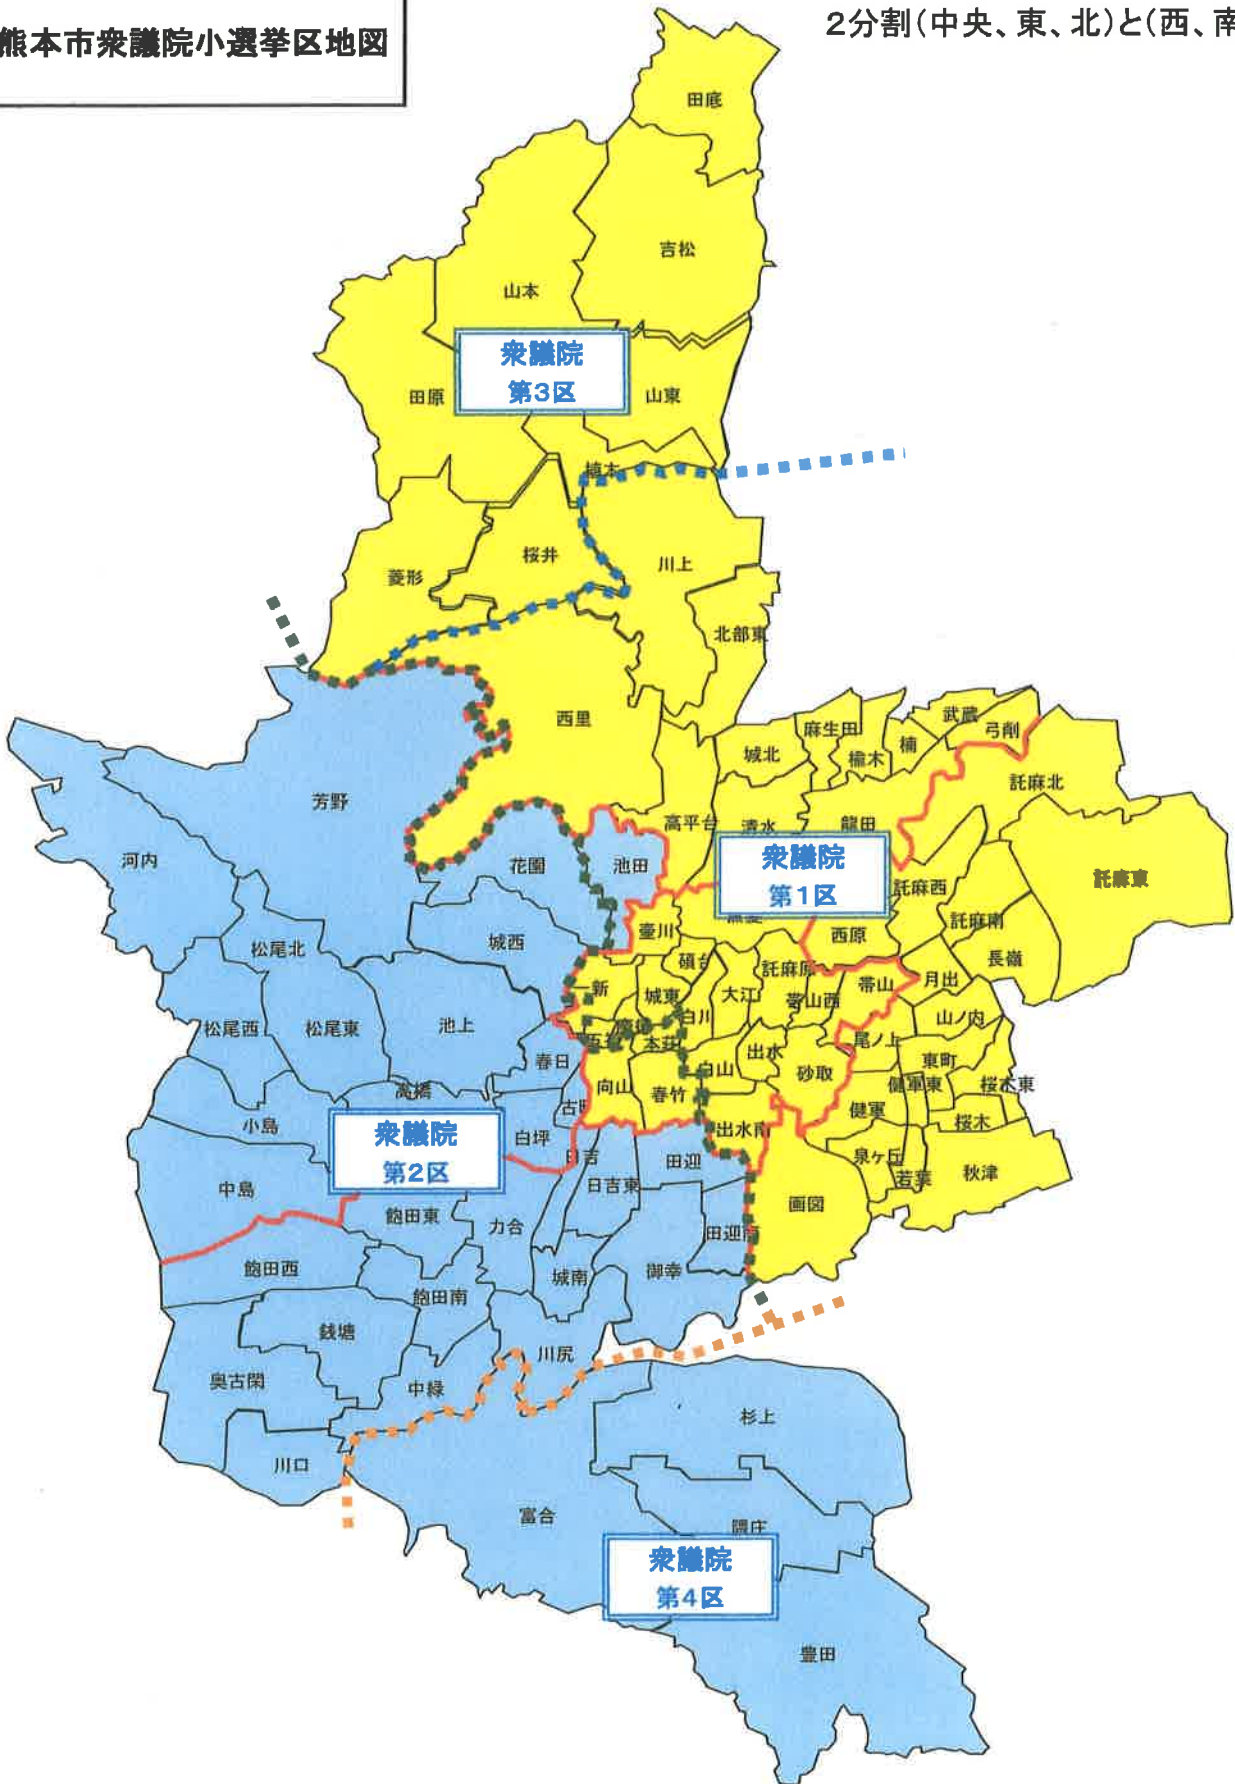 熊本市衆議院小選挙区地図
2分割(中央、東、北)と(西、南
田底
吉松
山本
衆議院
第3区
田原
山東
植木
桜井
菱形
川上
北部東
西里
武蔵
麻生田
弓削
楠
城北
楡木
託麻北
芳野
高平台
清水
龍田
河内
花園
池田
衆議院
第1区
託麻東
託麻西
託麻南
壷川
西原
松尾北
城西
長嶺
碩台
託麻原
月出
帯山
一新
城東
大江
帯山西
白川
山ノ内
松尾西
松尾東
池上
本荘
尾ノ上
出水
東町
春日
白山
砂取
健軍東
桜木東
向山
春竹
高橋
古町
健軍
桜木
小島
衆議院
第2区
白坪
出水南
日吉
田迎
泉ケ丘
若葉
秋津
中島
日吉東
画図
飽田東
力合
田迎南
飽田西
城南
御幸
飽田南
銭塘
川尻
奥古閑
中緑
杉上
川口
富合
隈庄
衆議院
第4区
豊田